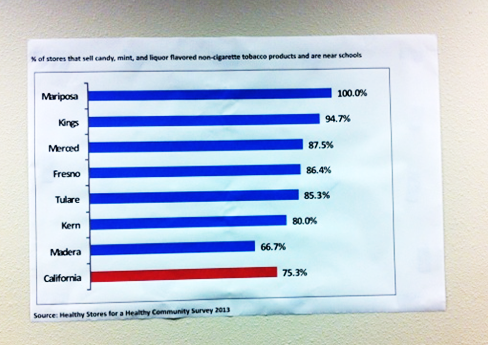 % of stores that sell candy, mint, and liquor flavored non-cigarette tobacco products and are near schools
Mariposa 100.0%
Kings 94.7%
Merced 87.5%
Fresno 86.4%
Tulare 85.3%
Kern 80.0%
Madera 66.7%
California 75.3%
Source: Healthy Stores for a Healthy Community Survey 2013